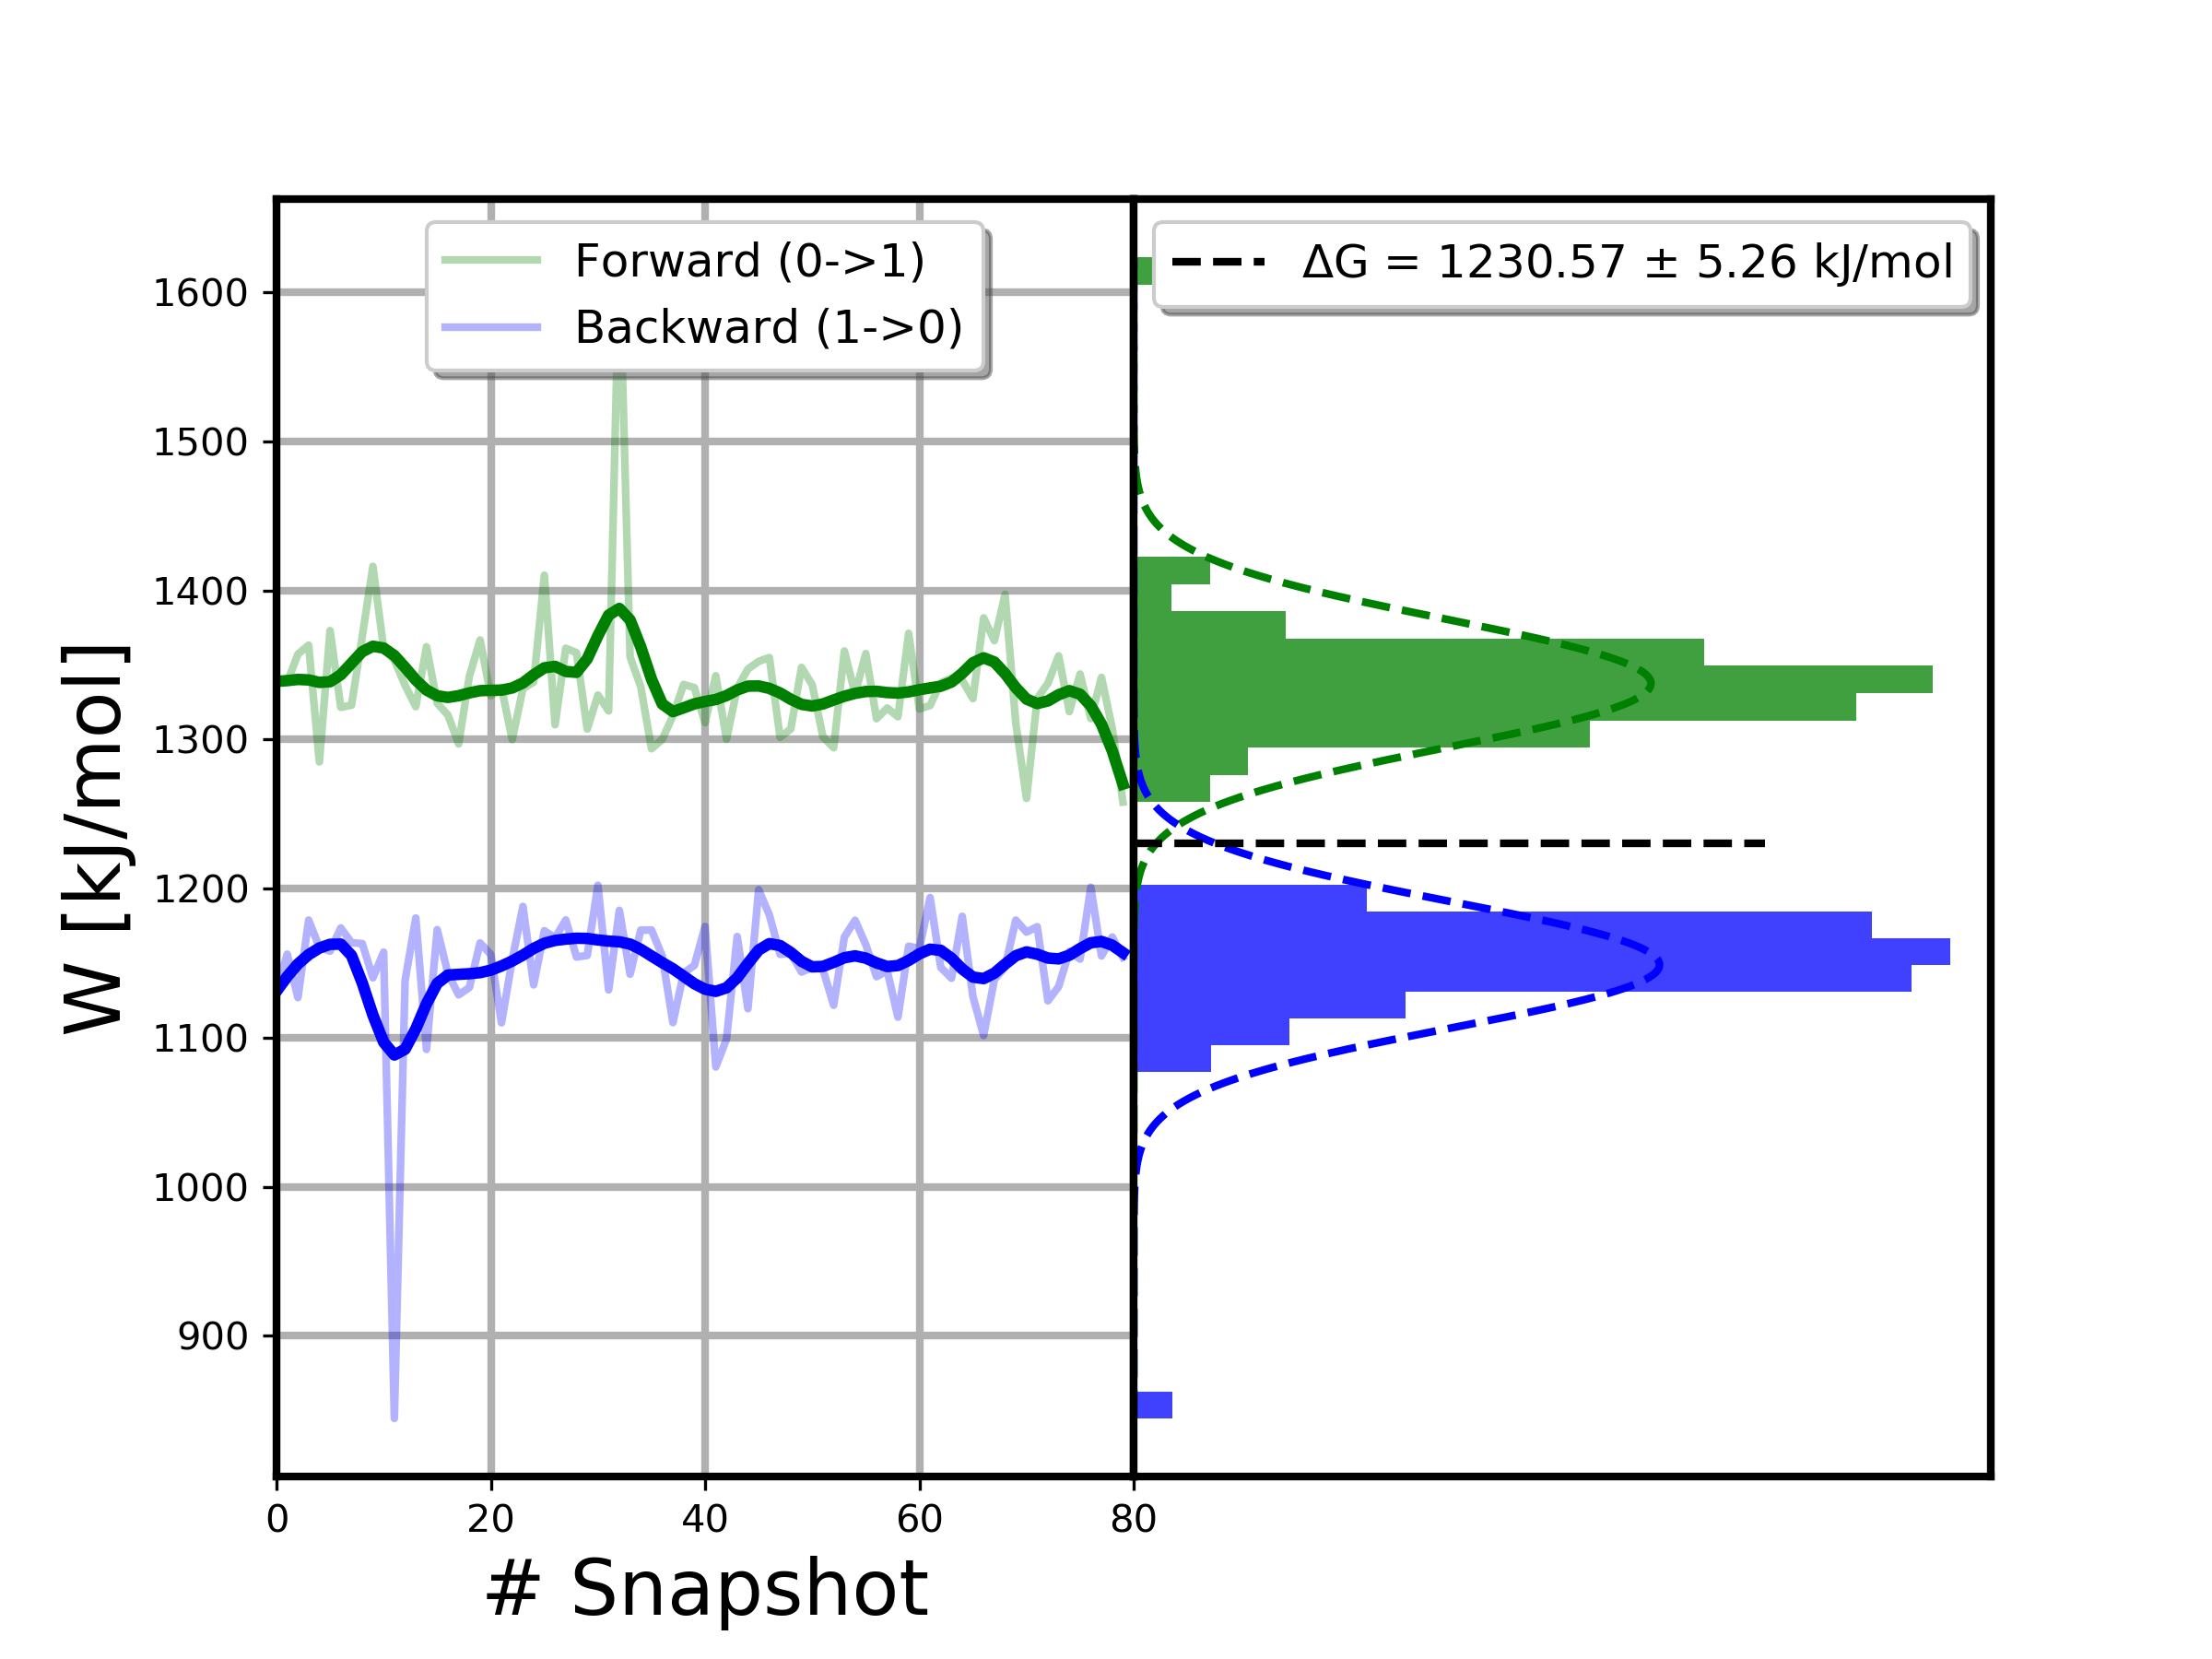 Forward (0->1)
Backward (1->0)
ΔG = 1230.57 ± 5.26 kJ/mol
1600
1500
1400
1300
1200
1100
1000
900
W [kJ/mol]
0 20 40 60 80
# Snapshot